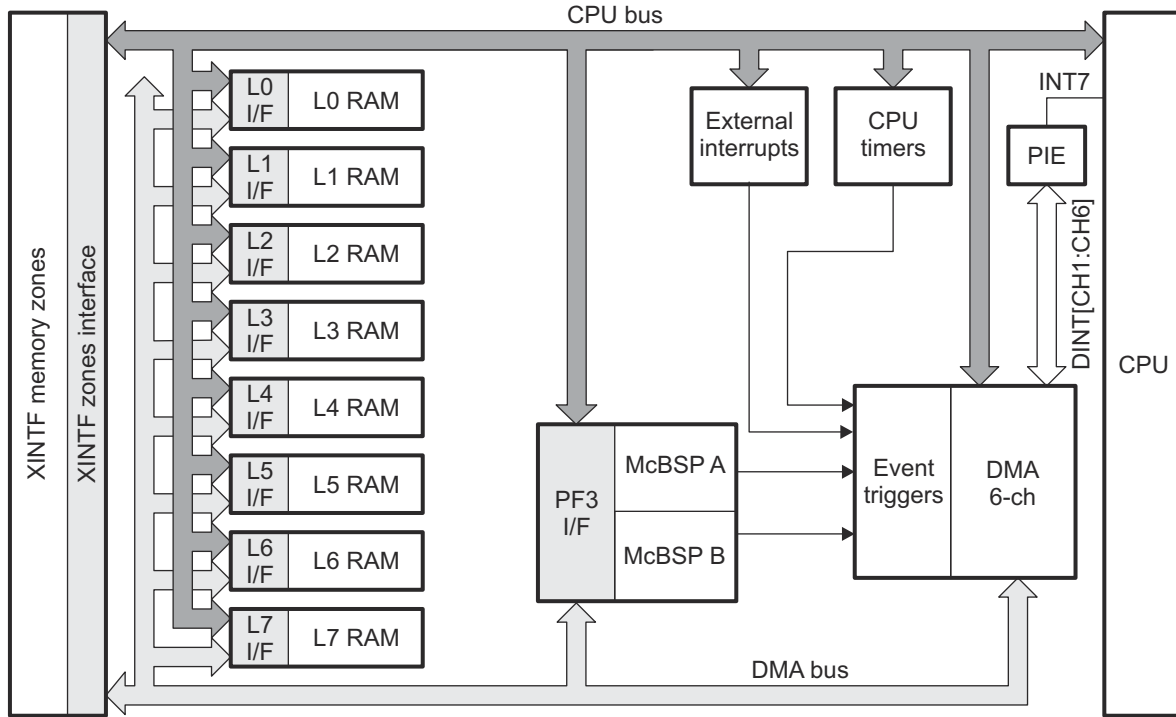 CPU bus
XINTF memory zones
XINTF zones interface
L0
I/F
L0 RAM
L1
I/F
L1 RAM
L2
I/F
L2 RAM
L3
I/F
L3 RAM
L4
I/F
L4 RAM
L5
I/F
L5 RAM
L6
I/F
L6 RAM
L7
I/F
L7 RAM
External
interrupts
CPU
timers
INT7
PIE
DINT[CH1:CH6]
CPU
PF3
I/F
McBSP A
McBSP B
Event
triggers
DMA
6-ch
DMA bus